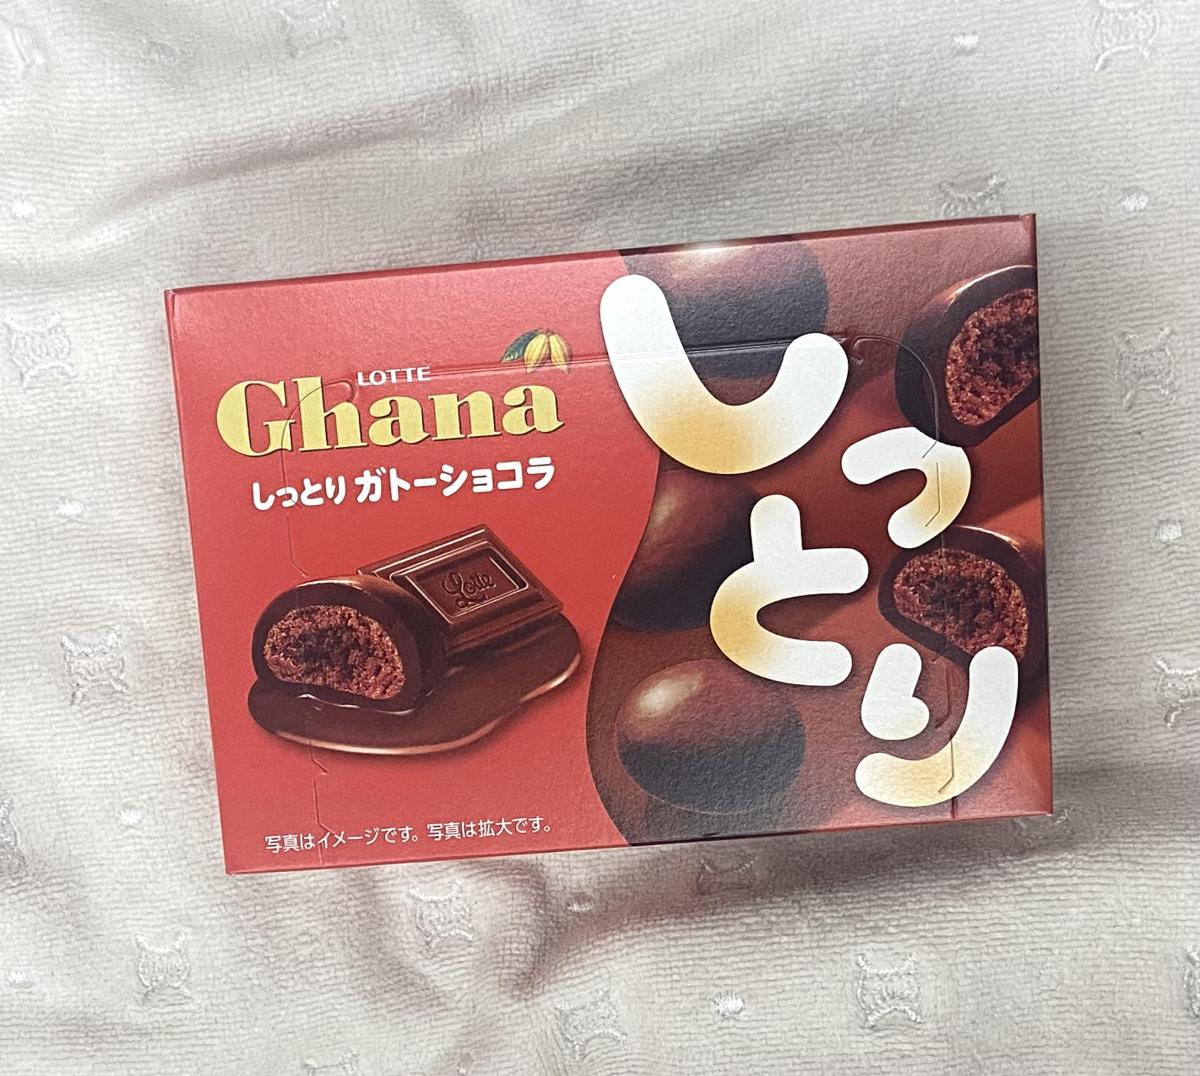 LOTTE
Ghana
しっとりガトーショコラ
Lotte
写真はイメージです。写真は拡大です。
しっとり